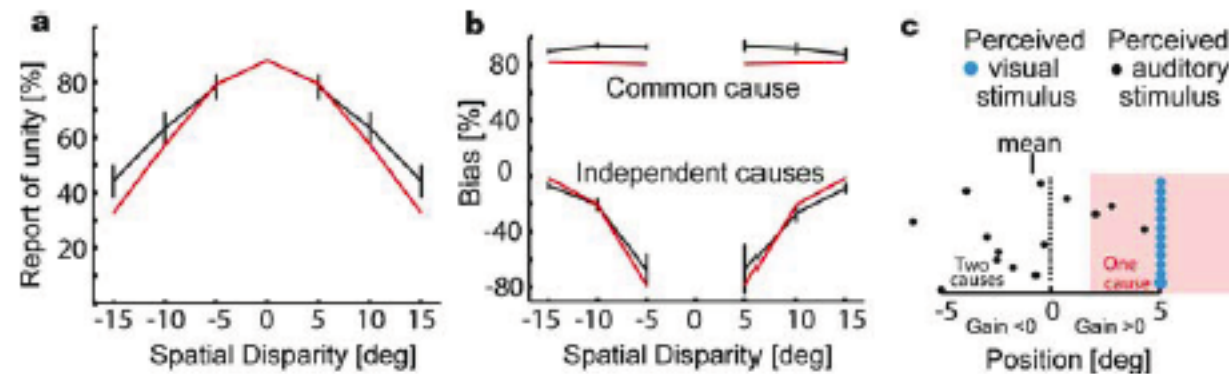 a
Report of unity [%]
80
60
40
20
-15 -10 -5 0 5 10 15
Spatial Disparity [deg]
b
Bias [%]
80
40
0
-40
-80
Common cause
Independent causes
-15 -10 -5 0 5 10 15
Spatial Disparity [deg]
c
Perceived
visual
stimulus
Perceived
auditory
stimulus
mean
Two
causes
One
cause
-5 0 5
Gain <0 Gain >0
Position [deg]